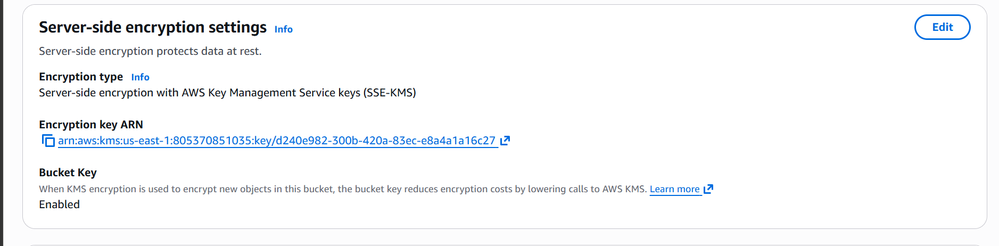 Server-side encryption settings Info
Edit
Server-side encryption protects data at rest.
Encryption type Info
Server-side encryption with AWS Key Management Service keys (SSE-KMS)
Encryption key ARN
arn:aws:kms:us-east-1:805370851035:key/d240e982-300b-420a-83ec-e8a4a1a16c27
Bucket Key
When KMS encryption is used to encrypt new objects in this bucket, the bucket key reduces encryption costs by lowering calls to AWS KMS. Learn more
Enabled